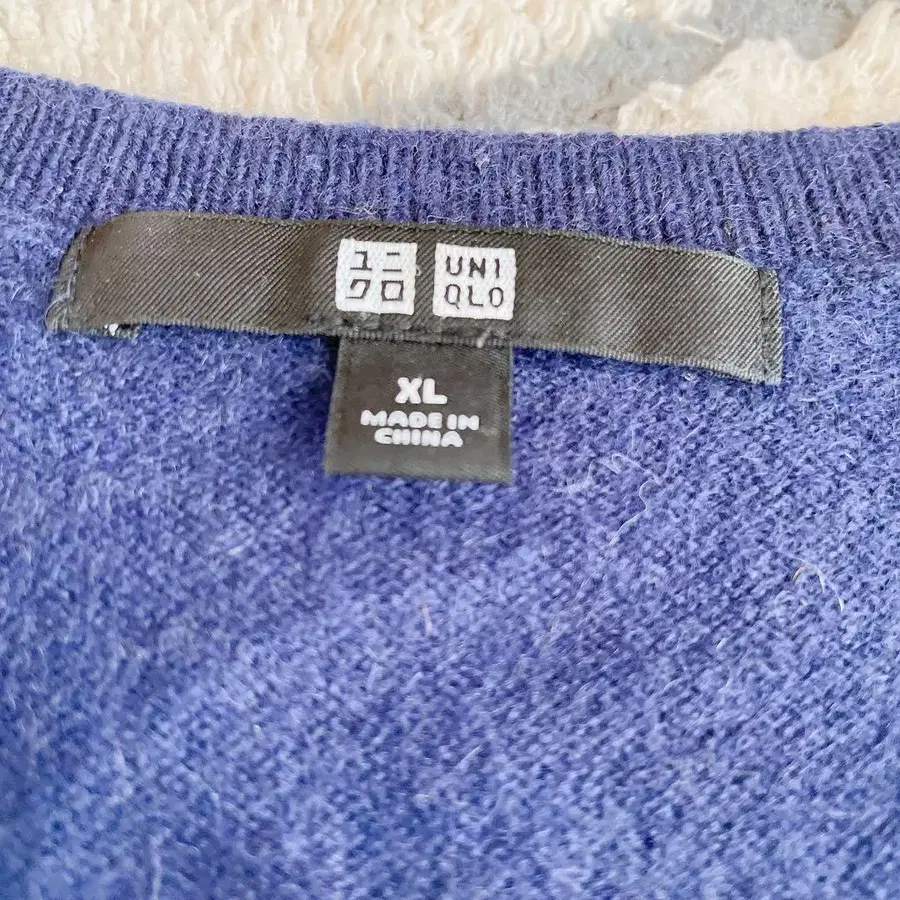 ユニ
クロ
UNI
QLO
XL
MADE IN
CHINA